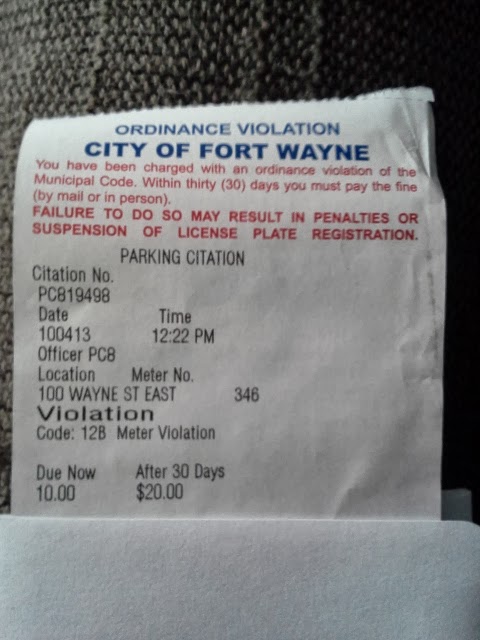 ORDINANCE VIOLATION
CITY OF FORT WAYNE
You have been charged with an ordinance violation of the
Municipal Code. Within thirty (30) days you must pay the fine
(by mail or in person).
FAILURE TO DO SO MAY RESULT IN PENALTIES OR
SUSPENSION OF LICENSE PLATE REGISTRATION.
PARKING CITATION
Citation No.
PC819498
Date Time
100413 12:22 PM
Officer PC8
Location Meter No.
100 WAYNE ST EAST 346
Violation
Code: 12B Meter Violation
Due Now After 30 Days
10.00 $20.00